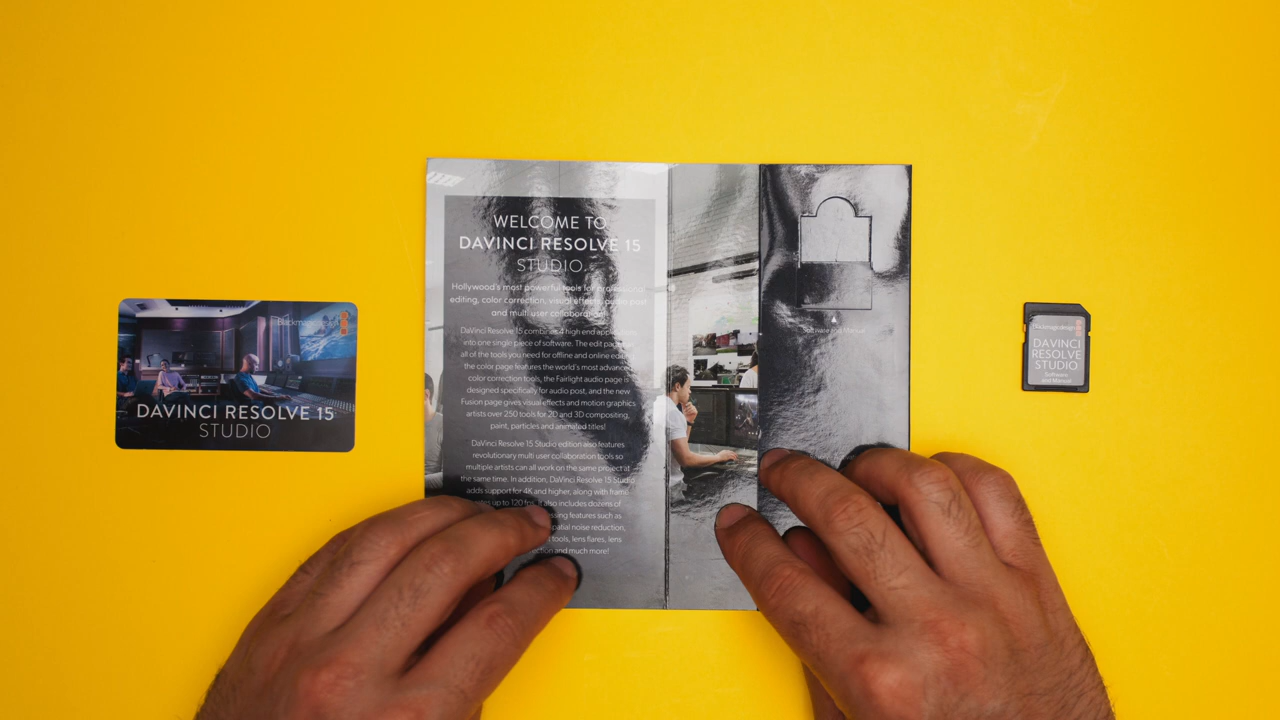 Blackmagicdesign
DAVINCI RESOLVE 15
STUDIO
WELCOME TO
DAVINCI RESOLVE 15
STUDIO.
Hollywood's most powerful tools for professional
editing, color correction, visual effects, audio post
and multi user collaboration!
DaVinci Resolve 15 combines 4 high end applications
into one single piece of software. The edit page has
all of the tools you need for offline and online editing,
the color page features the world's most advanced
color correction tools, the Fairlight audio page is
designed specifically for audio post, and the new
Fusion page gives visual effects and motion graphics
artists over 250 tools for 2D and 3D compositing,
paint, particles and animated titles!
DaVinci Resolve 15 Studio edition also features
revolutionary multi user collaboration tools so
multiple artists can all work on the same project at
the same time. In addition, DaVinci Resolve 15 Studio
adds support for 4K and higher, along with frame
rates up to 120 fps. It also includes dozens of
features such as
noise reduction,
tools, lens flares, lens
and much more!
Software and Manual
Blackmagicdesign
DAVINCI
RESOLVE
STUDIO
Software
and Manual